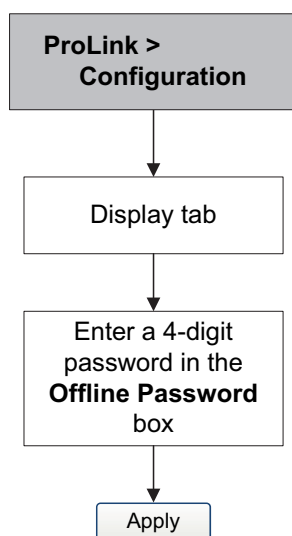 ProLink >
Configuration
Display tab
Enter a 4-digit
password in the
Offline Password
box
Apply